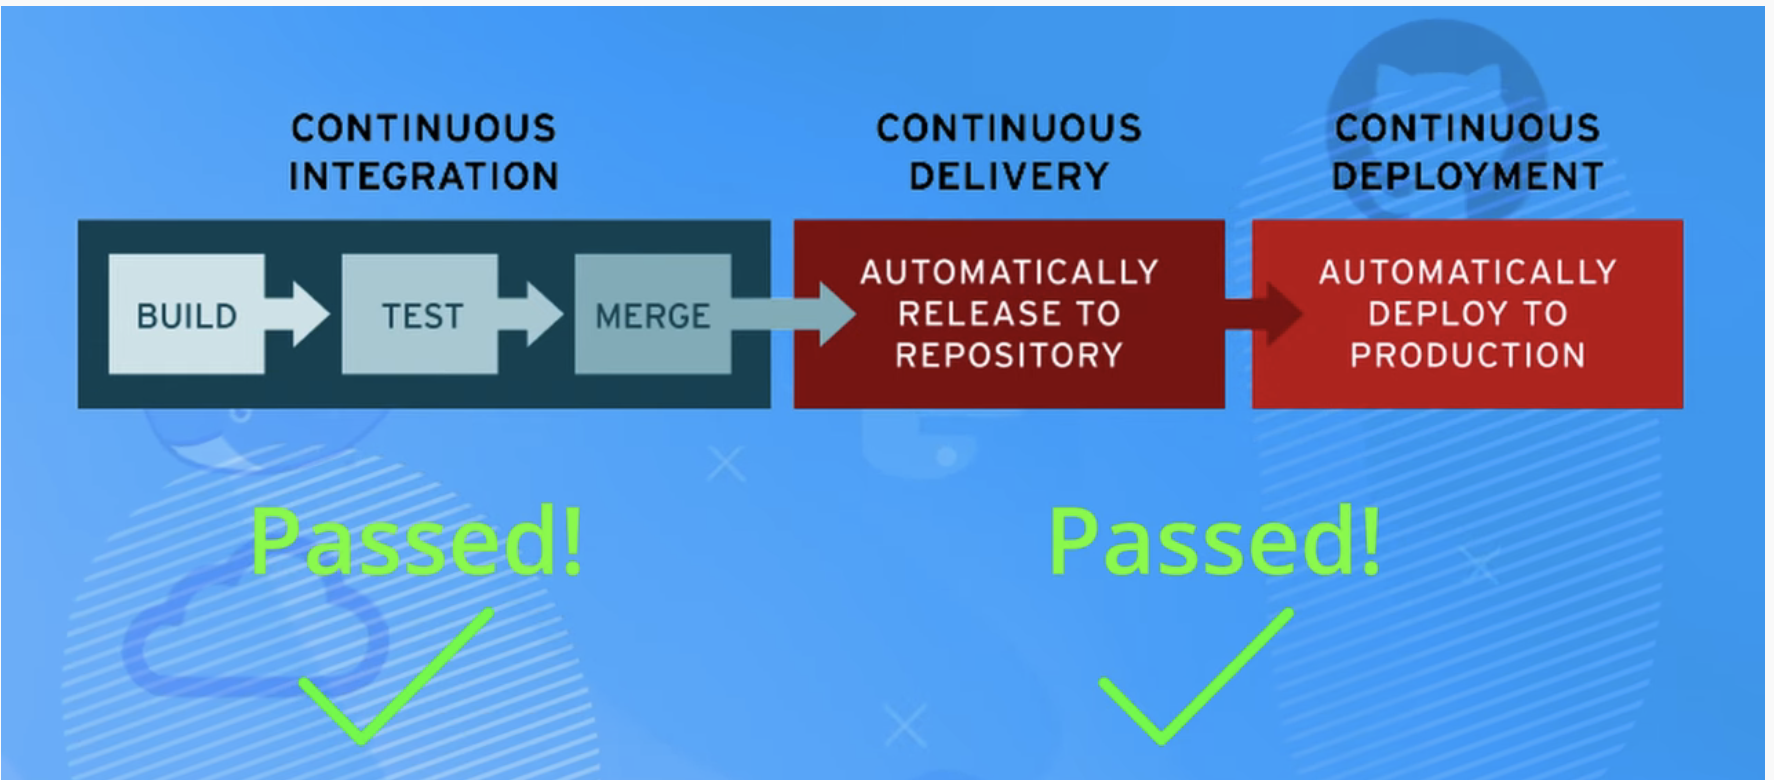 CONTINUOUS
INTEGRATION
CONTINUOUS
DELIVERY
CONTINUOUS
DEPLOYMENT
BUILD
TEST
MERGE
AUTOMATICALLY
RELEASE TO
REPOSITORY
AUTOMATICALLY
DEPLOY TO
PRODUCTION
Passed!
Passed!